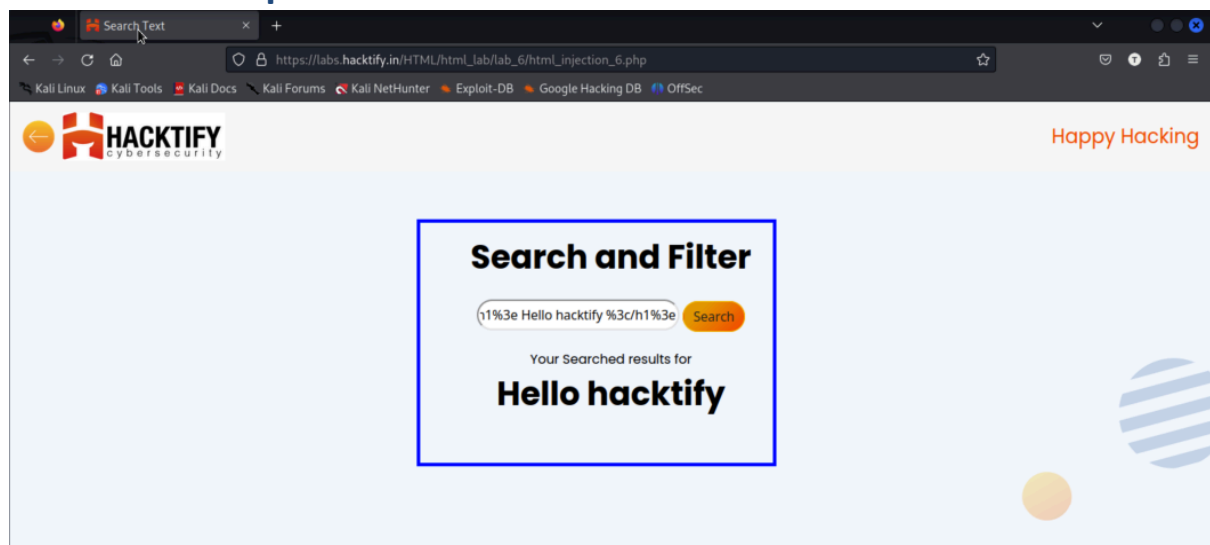 Search Text
https://labs.hacktify.in/HTML/html_lab/lab_6/html_injection_6.php
Kali Linux Kali Tools Kali Docs Kali Forums Kali NetHunter Exploit-DB Google Hacking DB OffSec
HACKTIFY
cybersecurity
Happy Hacking
Search and Filter
1%3e Hello hacktify %3c/h1%3e Search
Your Searched results for
Hello hacktify